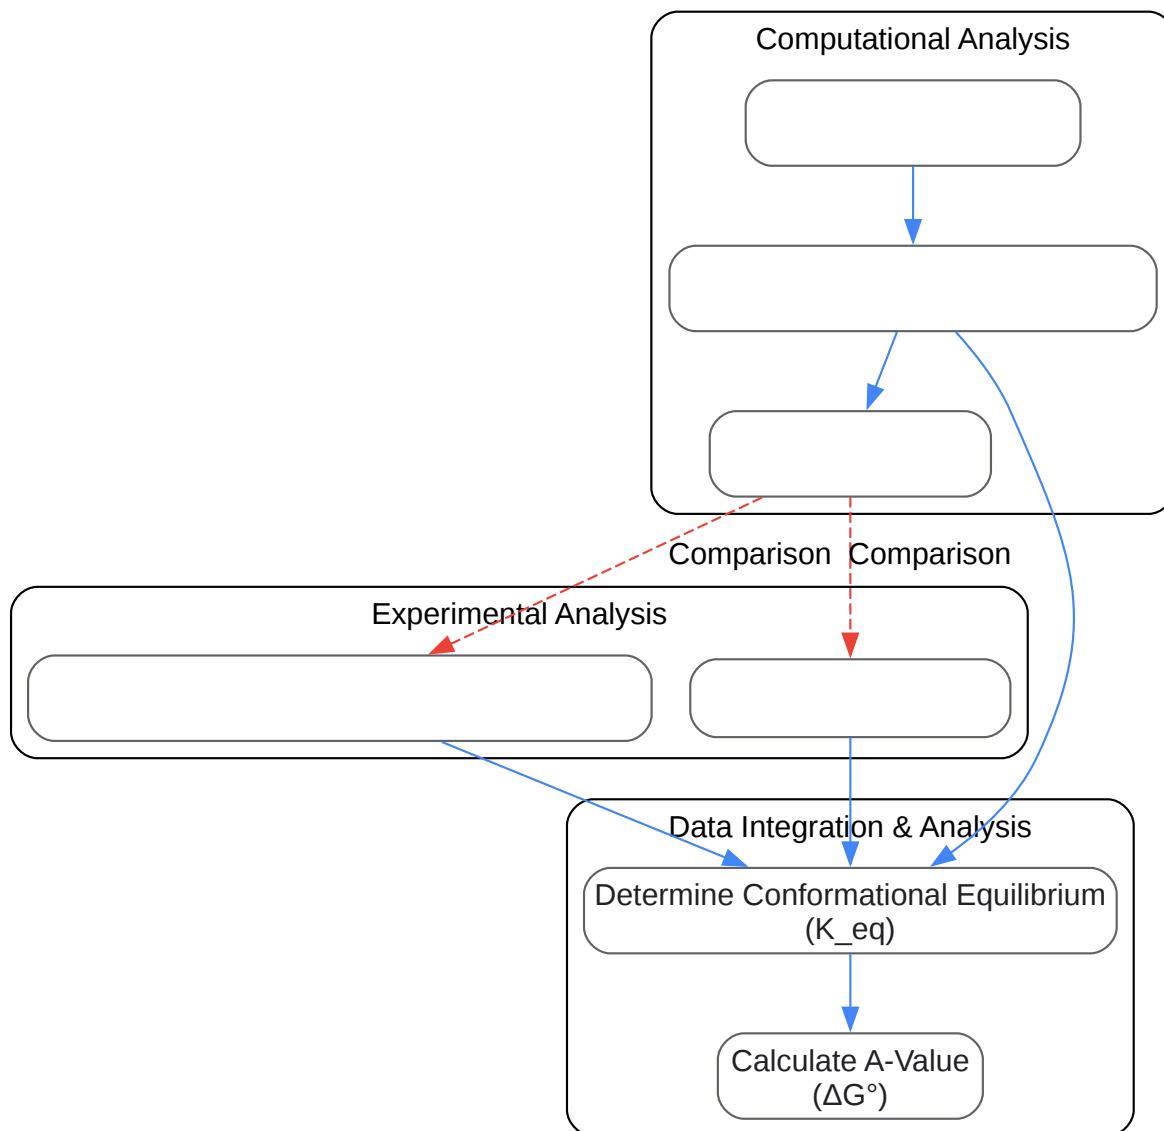 Computational Analysis
Comparison
Comparison
Experimental Analysis
Data Integration & Analysis
Determine Conformational Equilibrium
(K_eq)
Calculate A-Value
(ΔG°)